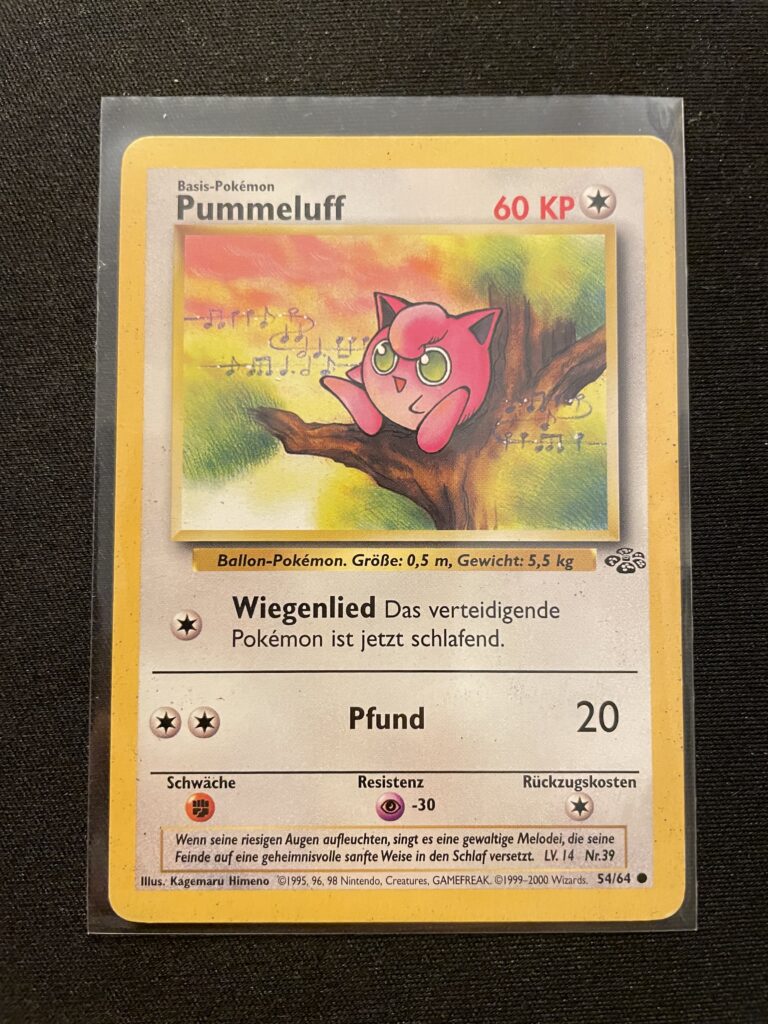 Basis-Pokémon
Pummeluff 60 KP
Ballon-Pokémon. Größe: 0,5 m, Gewicht: 5,5 kg
Wiegenlied Das verteidigende
Pokémon ist jetzt schlafend.
Pfund 20
Schwäche Resistenz Rückzugskosten
-30
Wenn seine riesigen Augen aufleuchten, singt es eine gewaltige Melodei, die seine
Feinde auf eine geheimnisvolle sanfte Weise in den Schlaf versetzt. LV. 14 Nr.39
Illus. Kagemaru Himeno ©1995, 96, 98 Nintendo, Creatures, GAMEFREAK. ©1999-2000 Wizards. 54/64